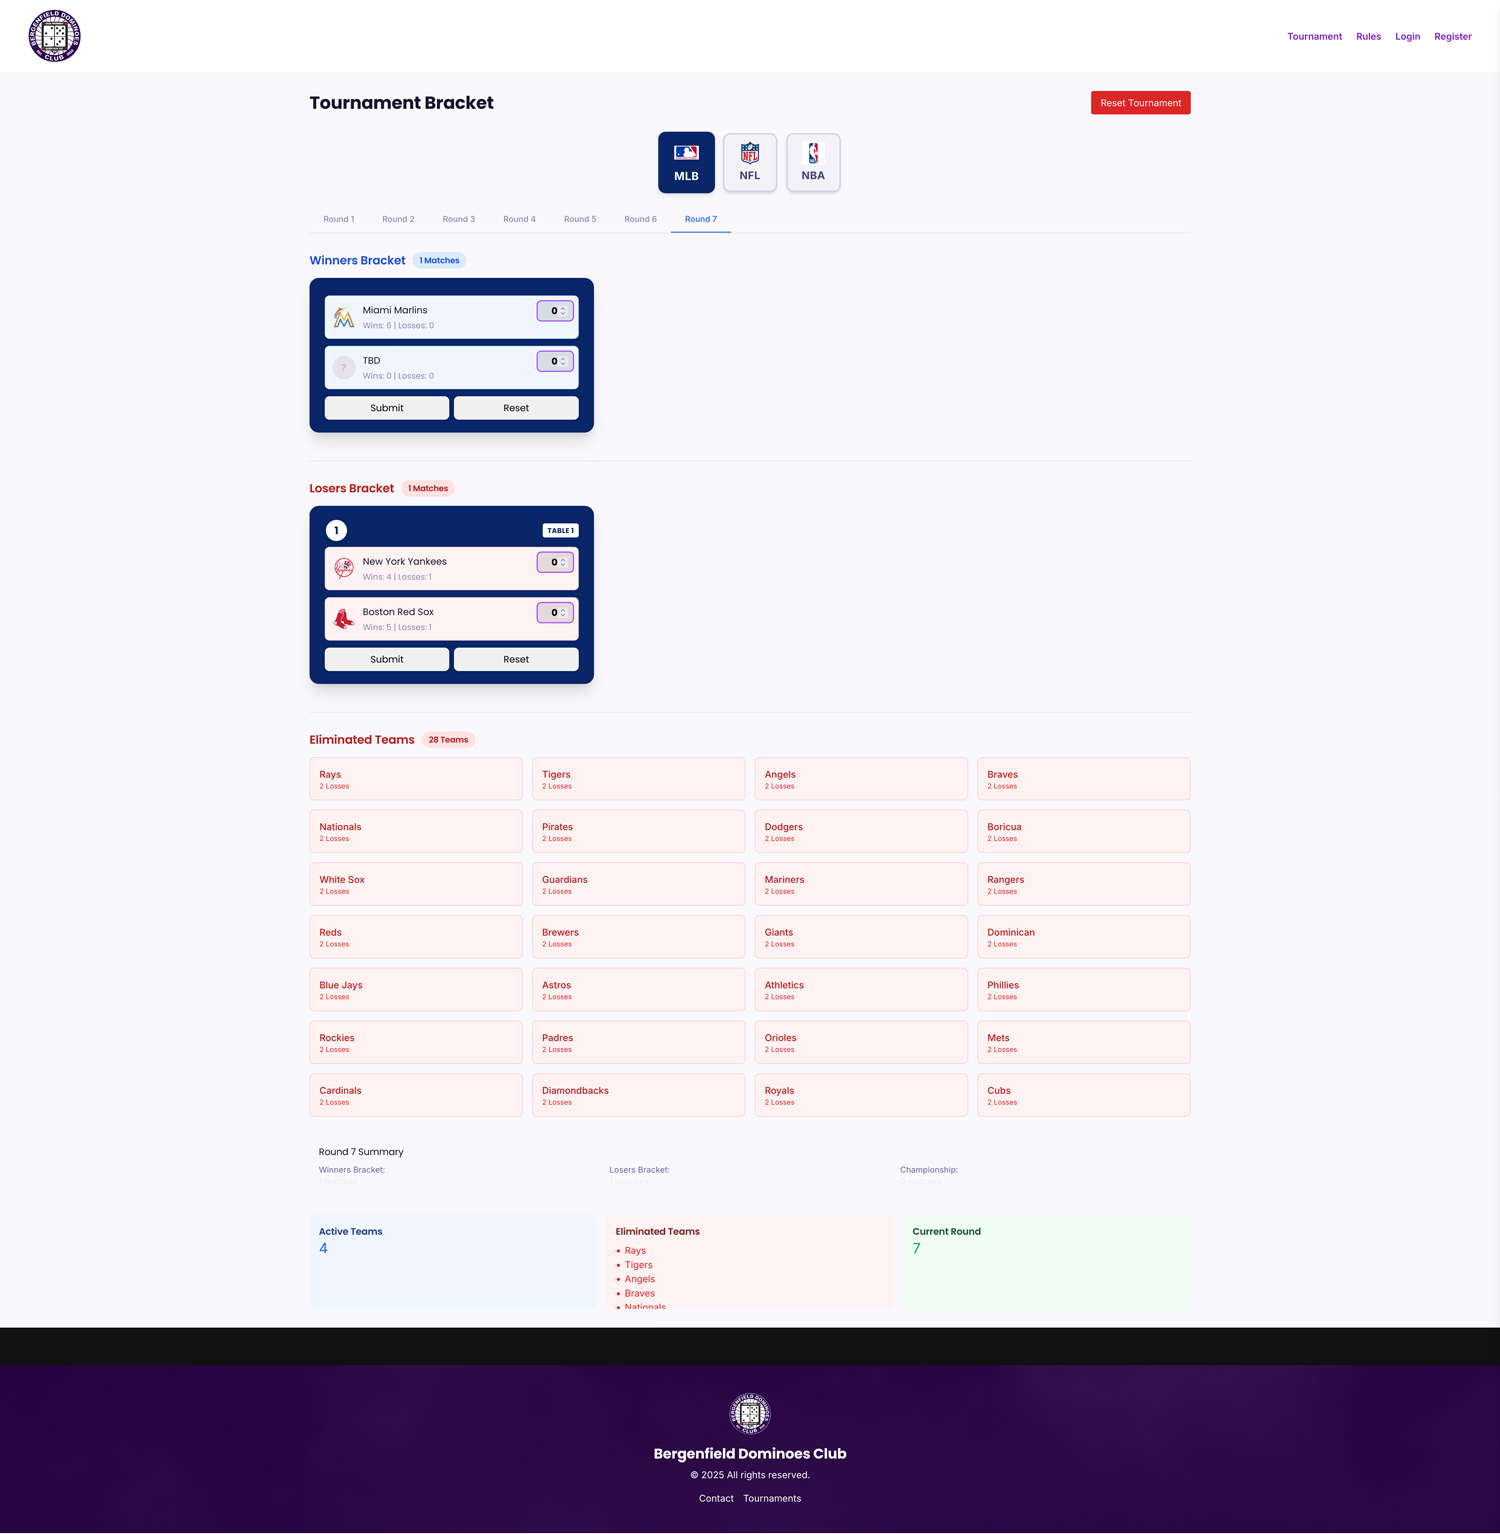 BERGENFIELD DOMINOES
CLUB
Tournament Rules Login Register
Tournament Bracket
Reset Tournament
MLB NFL NBA
Round 1 Round 2 Round 3 Round 4 Round 5 Round 6 Round 7
Winners Bracket 1 Matches
Miami Marlins 0
Wins: 6 | Losses: 0
? TBD 0
Wins: 0 | Losses: 0
Submit Reset
Losers Bracket 1 Matches
1 TABLE 1
New York Yankees 0
Wins: 4 | Losses: 1
Boston Red Sox 0
Wins: 5 | Losses: 1
Submit Reset
Eliminated Teams 28 Teams
Rays Tigers Angels Braves
2 Losses 2 Losses 2 Losses 2 Losses
Nationals Pirates Dodgers Boricua
2 Losses 2 Losses 2 Losses 2 Losses
White Sox Guardians Mariners Rangers
2 Losses 2 Losses 2 Losses 2 Losses
Reds Brewers Giants Dominican
2 Losses 2 Losses 2 Losses 2 Losses
Blue Jays Astros Athletics Phillies
2 Losses 2 Losses 2 Losses 2 Losses
Rockies Padres Orioles Mets
2 Losses 2 Losses 2 Losses 2 Losses
Cardinals Diamondbacks Royals Cubs
2 Losses 2 Losses 2 Losses 2 Losses
Round 7 Summary
Winners Bracket: Losers Bracket: Championship:
1 matches 1 matches 0 matches
Active Teams
4
Eliminated Teams
• Rays
• Tigers
• Angels
• Braves
• Nationals
Current Round
7
BERGENFIELD DOMINOES
CLUB
Bergenfield Dominoes Club
© 2025 All rights reserved.
Contact Tournaments